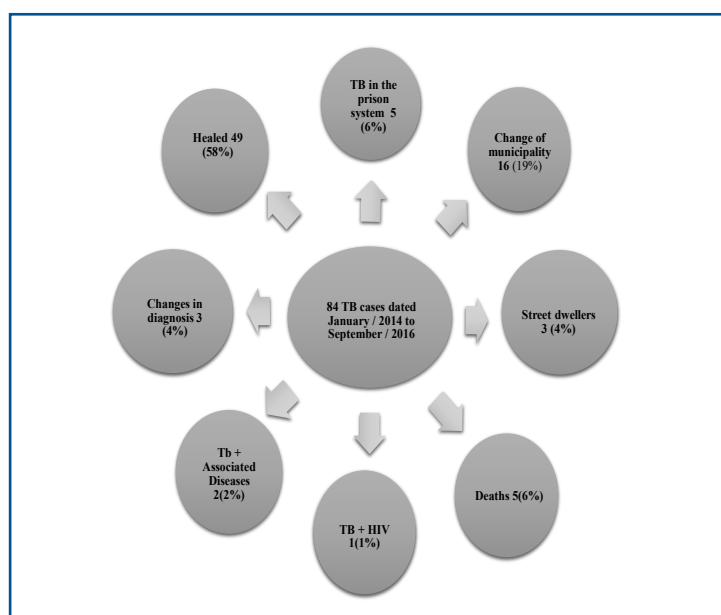 TB in the
prison
system 5
(6%)
Healed 49
(58%)
Change of
municipality
16 (19%)
84 TB cases dated
January / 2014 to
September / 2016
Changes in
diagnosis 3
(4%)
Street dwellers
3 (4%)
Tb +
Associated
Diseases
2(2%)
TB + HIV
1(1%)
Deaths 5(6%)